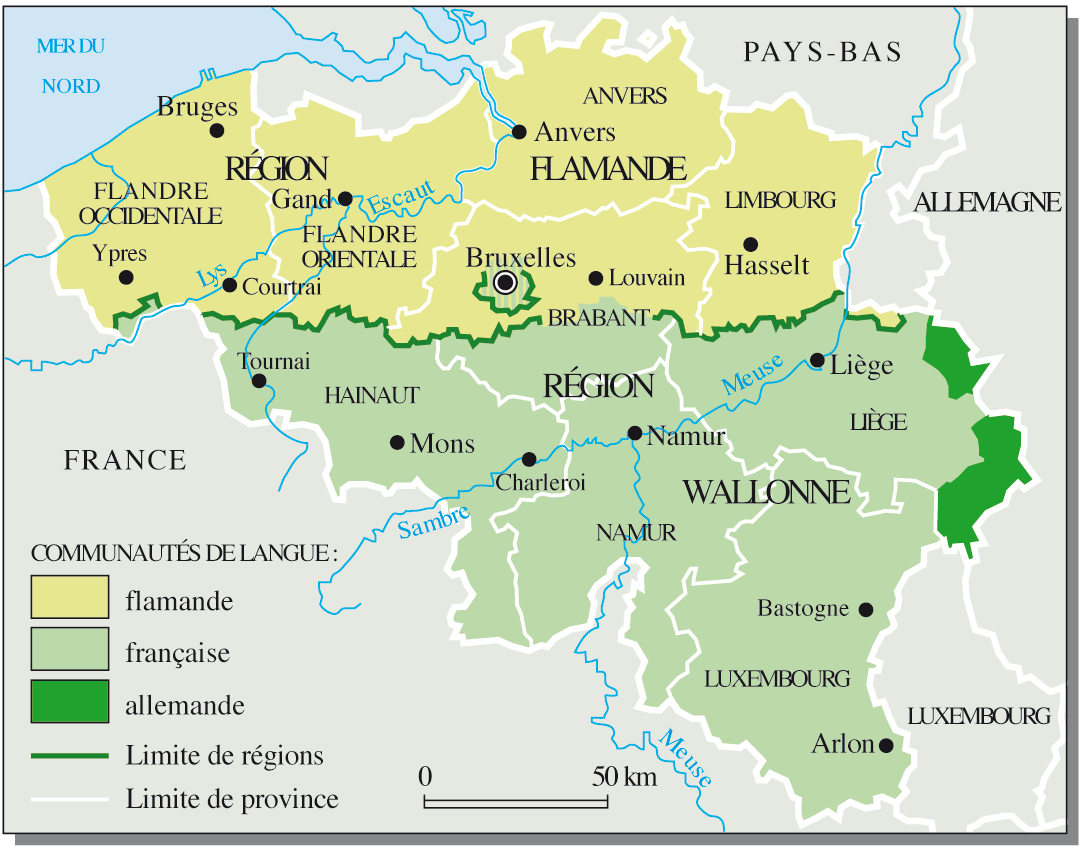 MER DU
NORD
PAYS-BAS
Bruges
ANVERS
Anvers
RÉGION
FLAMANDE
FLANDRE
OCCIDENTALE
Gand
Escaut
LIMBOURG
ALLEMAGNE
FLANDRE
ORIENTALE
Ypres
Lys
Courtrai
Bruxelles
Louvain
Hasselt
BRABANT
Tournai
HAINAUT
RÉGION
Meuse
Liège
LIÈGE
FRANCE
Mons
Namur
Charleroi
WALLONNE
Sambre
NAMUR
COMMUNAUTÉS DE LANGUE :
flamande
française
allemande
Limite de régions
Limite de province
Bastogne
LUXEMBOURG
LUXEMBOURG
Arlon
Meuse
0 50 km